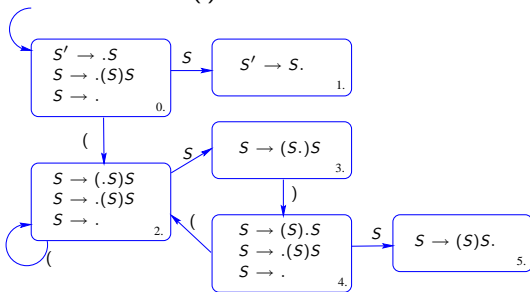 S′ → .S
S → .(S)S
S → .
0.
S
S′ → S.
1.
(
S → (.S)S
S → .(S)S
S → .
2.
(
S
S → (S.)S
3.
)
(
S → (S).S
S → .(S)S
S → .
4.
S
S → (S)S.
5.